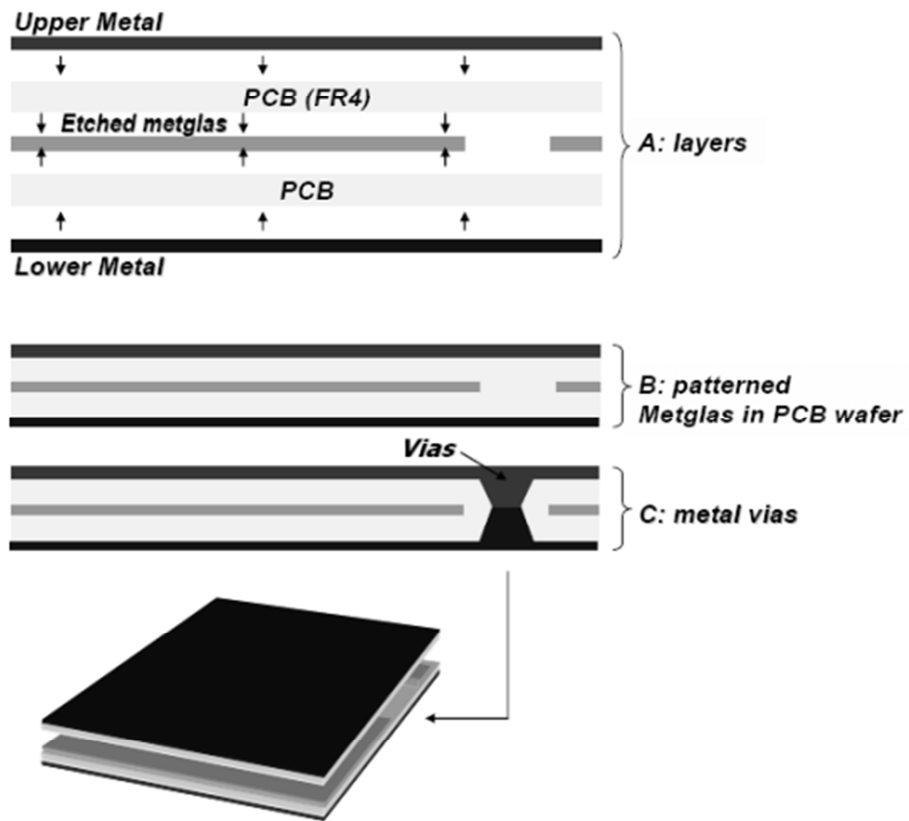 Upper Metal
PCB (FR4)
Etched metglas
A: layers
PCB
Lower Metal
B: patterned
Metglas in PCB wafer
Vias
C: metal vias